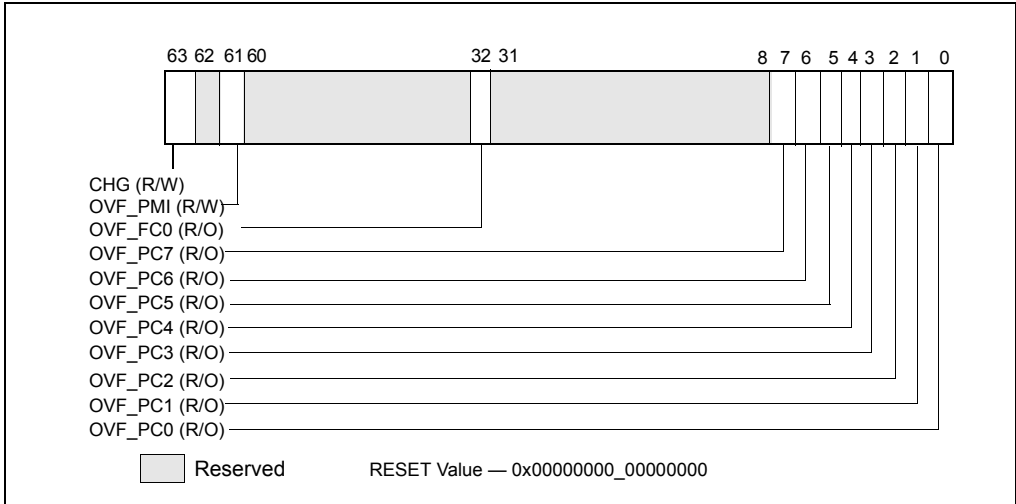 63 62 61 60 32 31 8 7 6 5 4 3 2 1 0
CHG (R/W)
OVF_PMI (R/W)
OVF_FC0 (R/O)
OVF_PC7 (R/O)
OVF_PC6 (R/O)
OVF_PC5 (R/O)
OVF_PC4 (R/O)
OVF_PC3 (R/O)
OVF_PC2 (R/O)
OVF_PC1 (R/O)
OVF_PC0 (R/O)
Reserved RESET Value — 0x00000000_00000000